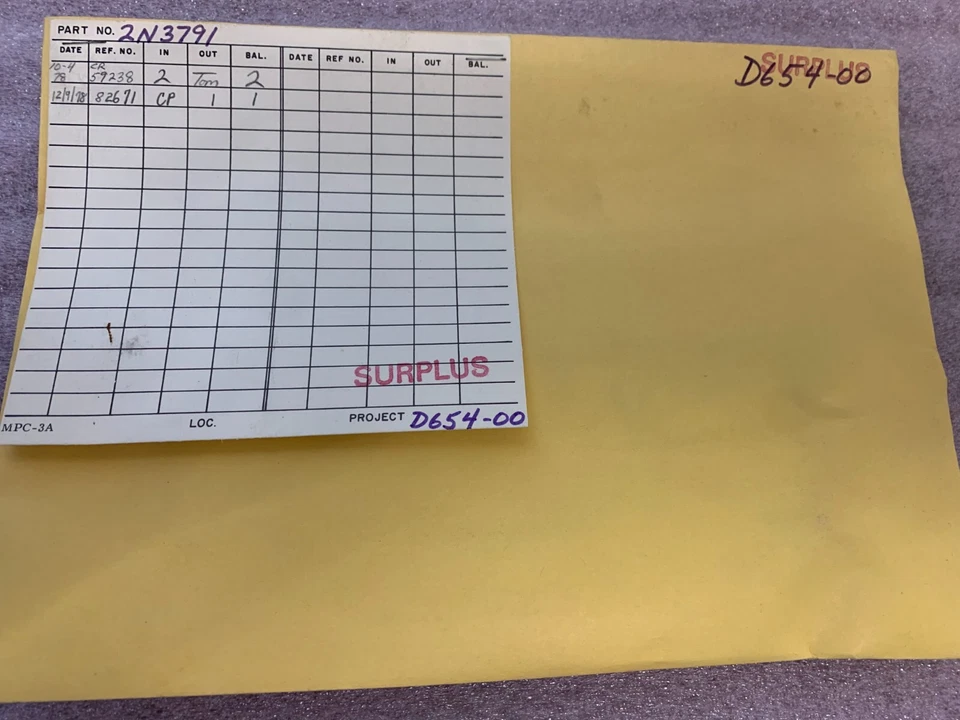 PART NO. 2N3791
DATE REF. NO. IN OUT BAL. DATE REF NO. IN OUT BAL.
10-4 CR
78 59238 2 Tom 2
12/9/78 82671 CP 1 1
SURPLUS
MPC-3A LOC. PROJECT D654-00
SURPLUS
D654-00